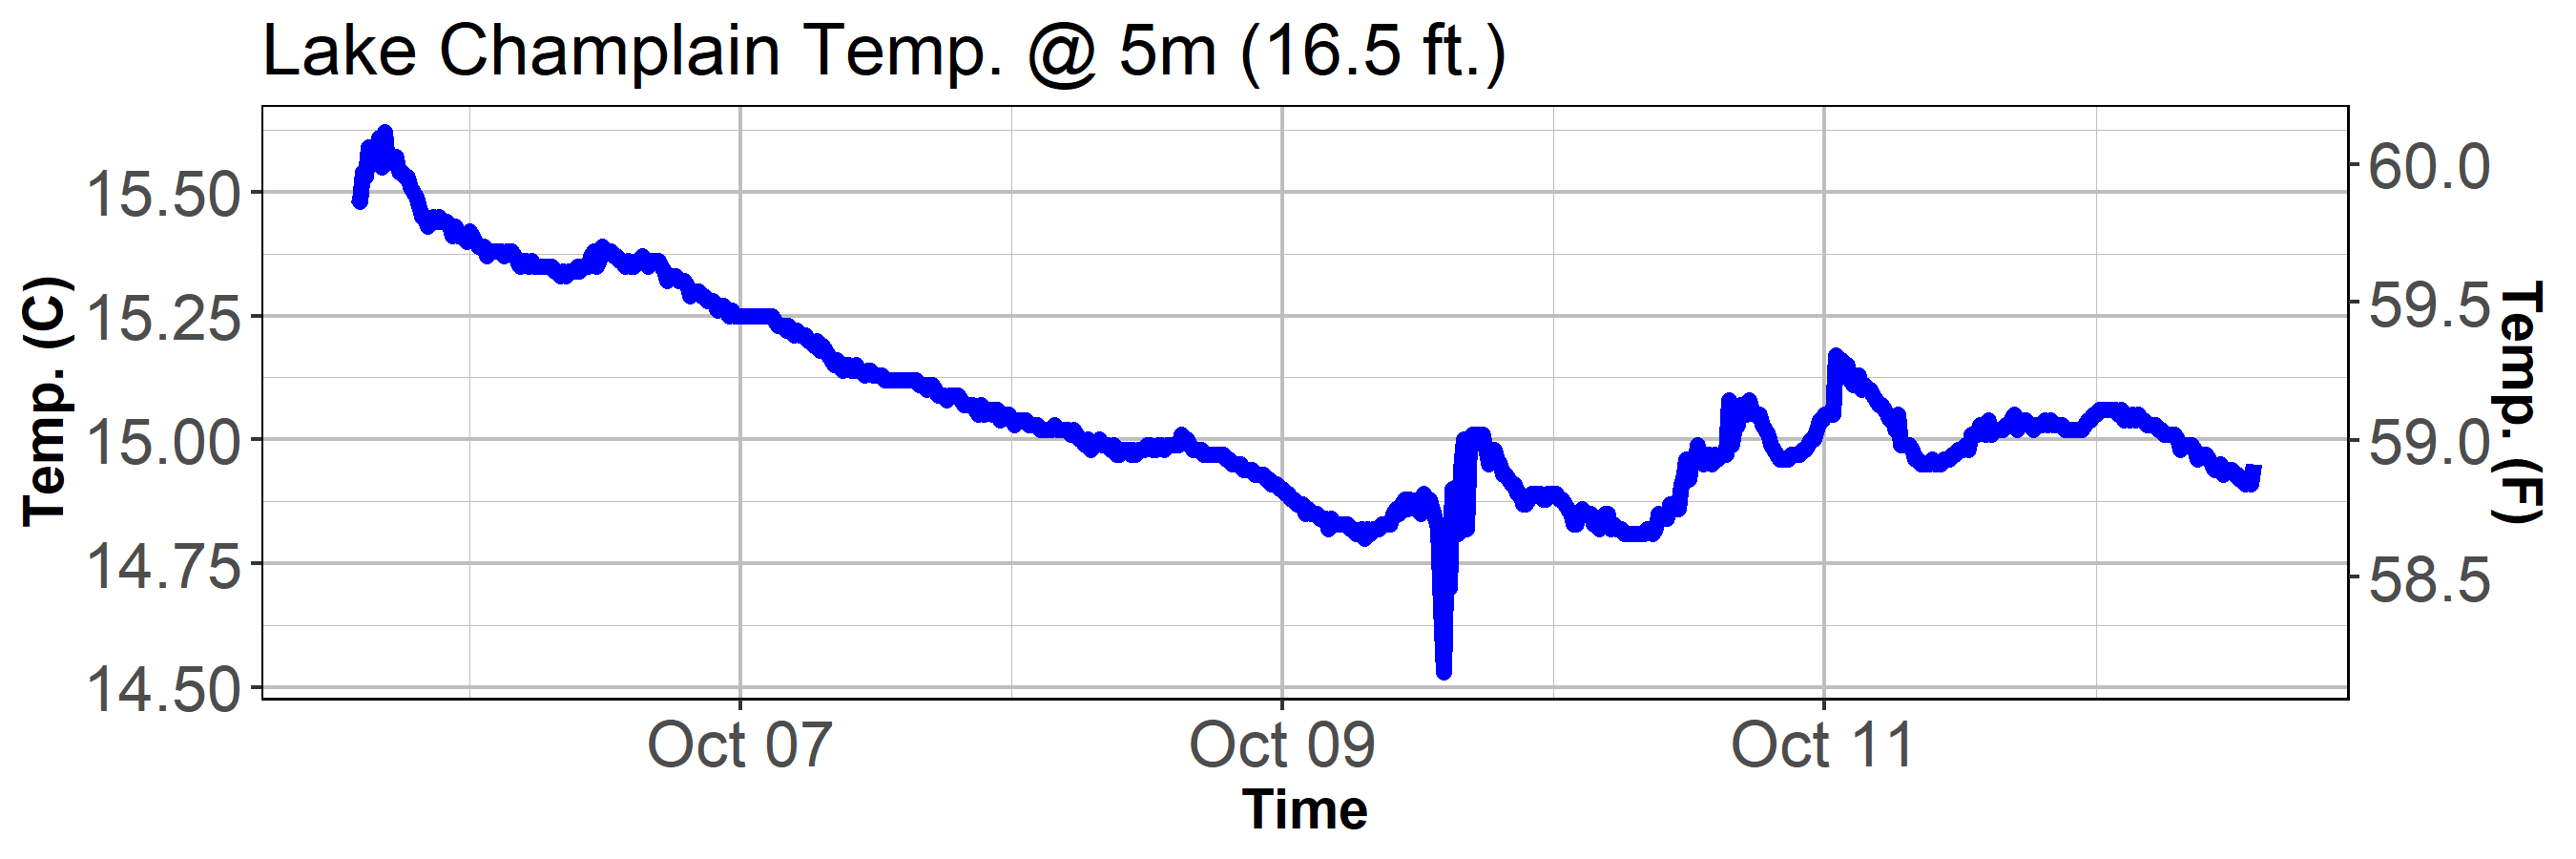 Lake Champlain Temp. @ 5m (16.5 ft.)
Temp. (C)
15.50
15.25
15.00
14.75
14.50
60.0
59.5
59.0
58.5
Temp. (F)
Oct 07
Oct 09
Oct 11
Time